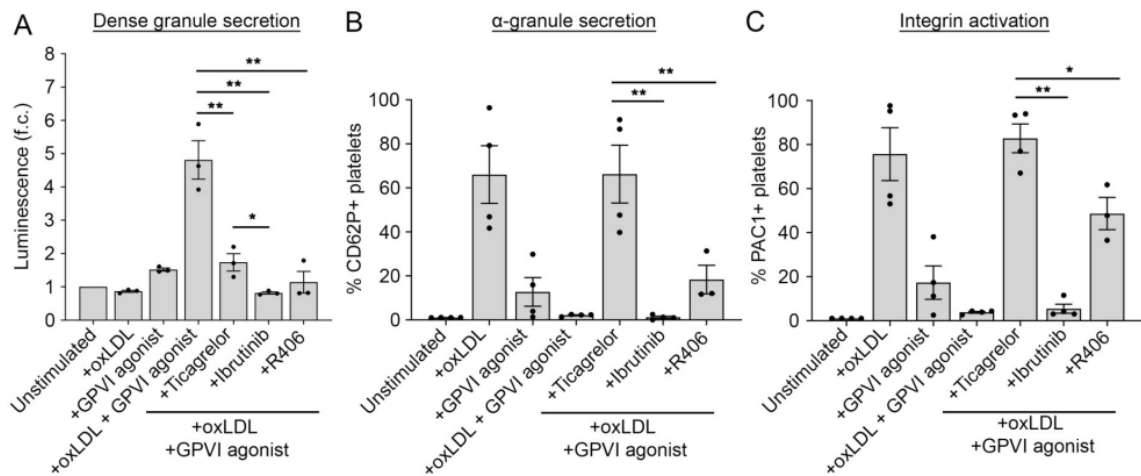 A
Dense granule secretion
Luminescence (f.c.)
8
7
6
5
4
3
2
1
0
**
**
**
*
Unstimulated
+oxLDL
+GPVI agonist
+oxLDL + GPVI agonist
+Ticagrelor
+Ibrutinib
+R406
+oxLDL
+GPVI agonist
B
α-granule secretion
% CD62P+ platelets
100
80
60
40
20
0
**
**
Unstimulated
+oxLDL
+GPVI agonist
+oxLDL + GPVI agonist
+Ticagrelor
+Ibrutinib
+R406
+oxLDL
+GPVI agonist
C
Integrin activation
% PAC1+ platelets
100
80
60
40
20
0
*
**
Unstimulated
+oxLDL
+GPVI agonist
+oxLDL + GPVI agonist
+Ticagrelor
+Ibrutinib
+R406
+oxLDL
+GPVI agonist